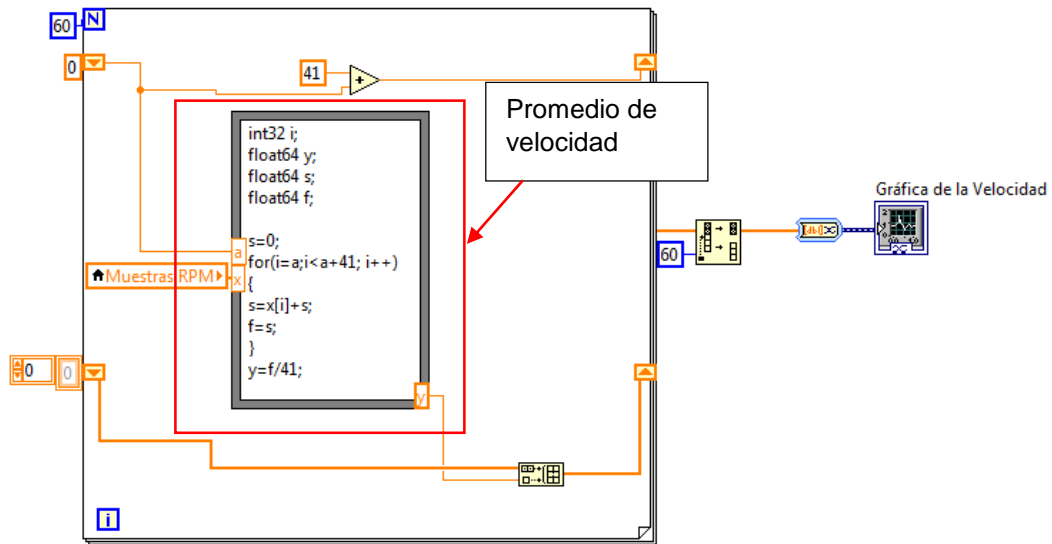 60
N
0
41
+
Promedio de
velocidad
int32 i;
float64 y;
float64 s;
float64 f;
s=0;
for(i=a;i<a+41; i++)
{
s=x[i]+s;
f=s;
}
y=f/41;
a
x
y
Muestras RPM
0
0
i
60
Gráfica de la Velocidad